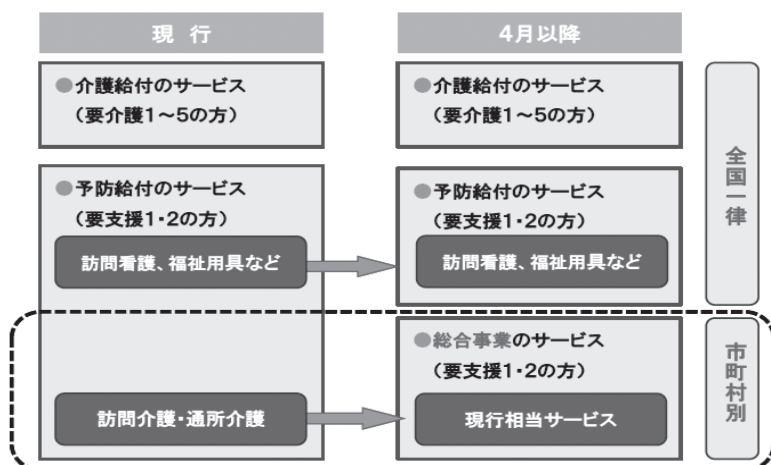 現行
●介護給付のサービス
(要介護1~5の方)
●予防給付のサービス
(要支援1・2の方)
訪問看護、福祉用具など
訪問介護・通所介護
4月以降
●介護給付のサービス
(要介護1~5の方)
●予防給付のサービス
(要支援1・2の方)
訪問看護、福祉用具など
●総合事業のサービス
(要支援1・2の方)
現行相当サービス
全国一律
市町村別